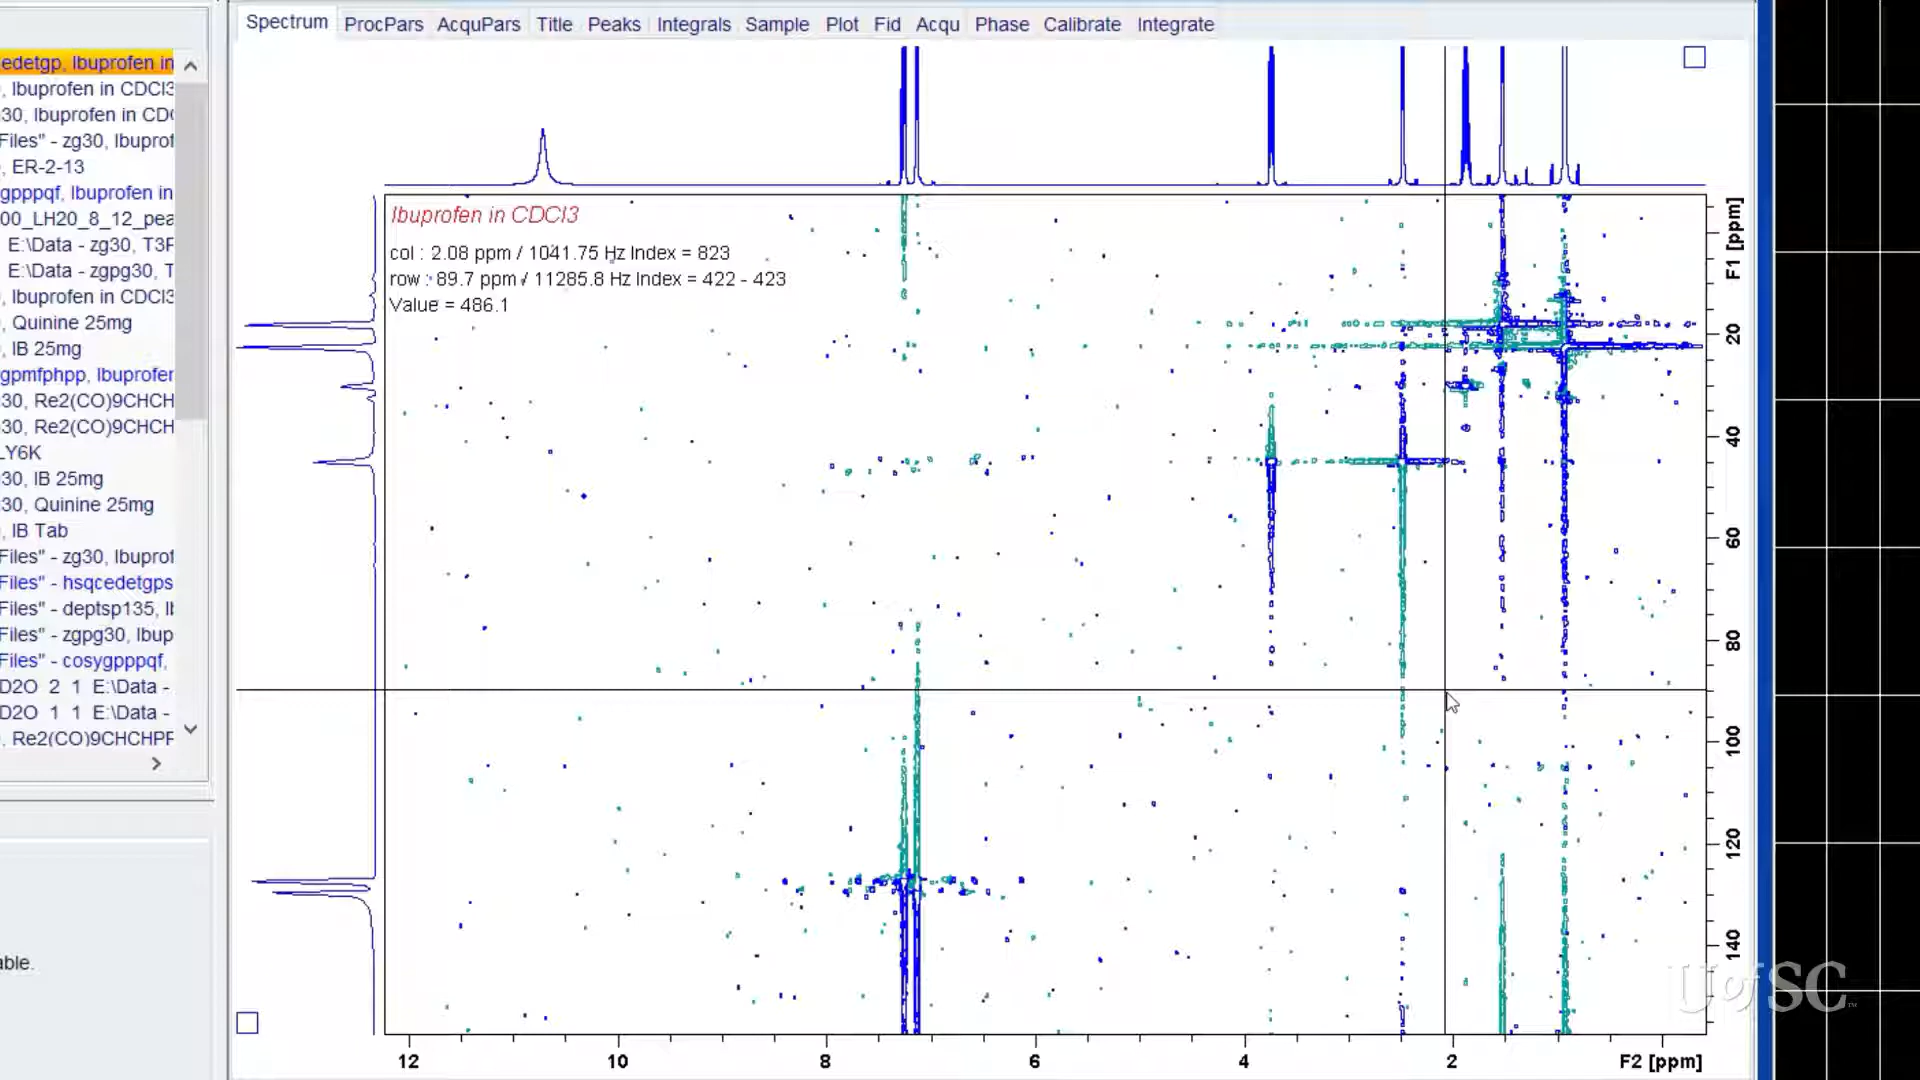 Spectrum ProcPars AcquPars Title Peaks Integrals Sample Plot Fid Acqu Phase Calibrate Integrate
edetgp, Ibuprofen in
, Ibuprofen in CDCl3
30, Ibuprofen in CD
Files" - zg30, Ibuprof
, ER-2-13
gpppqf, Ibuprofen in
00_LH20_8_12_pea
E:\Data - zg30, T3F
E:\Data - zgpg30, T
, Ibuprofen in CDCl3
, Quinine 25mg
, IB 25mg
gpmfphpp, Ibuprofen
30, Re2(CO)9CHCH
30, Re2(CO)9CHCH
LY6K
30, IB 25mg
30, Quinine 25mg
, IB Tab
Files" - zg30, Ibuprof
Files" - hsqcedetgps
Files" - deptsp135, I
Files" - zgpg30, Ibup
Files" - cosygpppqf,
D2O 2 1 E:\Data -
D2O 1 1 E:\Data -
, Re2(CO)9CHCHPF
able.
Ibuprofen in CDCl3
col : 2.08 ppm / 1041.75 Hz Index = 823
row : 89.7 ppm / 11285.8 Hz Index = 422 - 423
Value = 486.1
F1 [ppm]
20
40
60
80
100
120
140
12 10 8 6 4 2 F2 [ppm]
UofSC